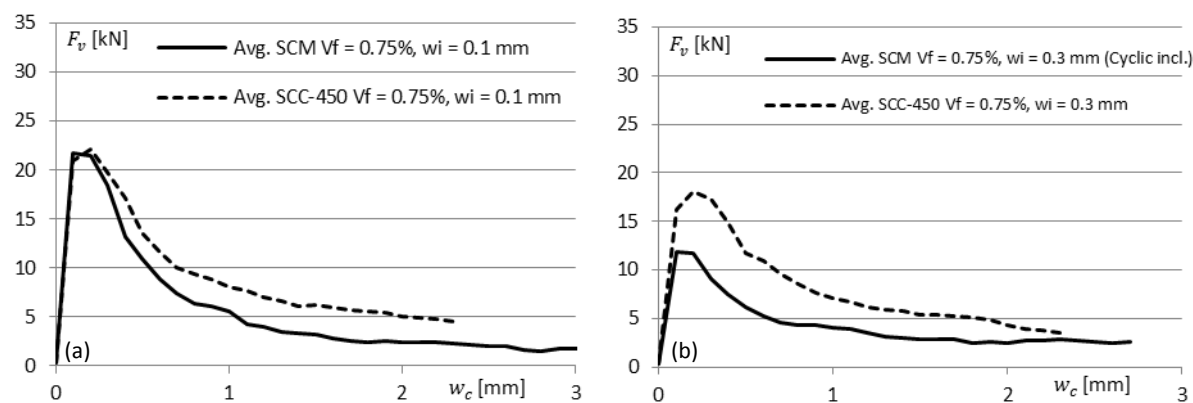 35
30
25
20
15
10
5
0
F_v [kN]
Avg. SCM Vf = 0.75%, wi = 0.1 mm
Avg. SCC-450 Vf = 0.75%, wi = 0.1 mm
(a)
0 1 2 3
w_c [mm]
35
30
25
20
15
10
5
0
F_v [kN]
Avg. SCM Vf = 0.75%, wi = 0.3 mm (Cyclic incl.)
Avg. SCC-450 Vf = 0.75%, wi = 0.3 mm
(b)
0 1 2 3
w_c [mm]